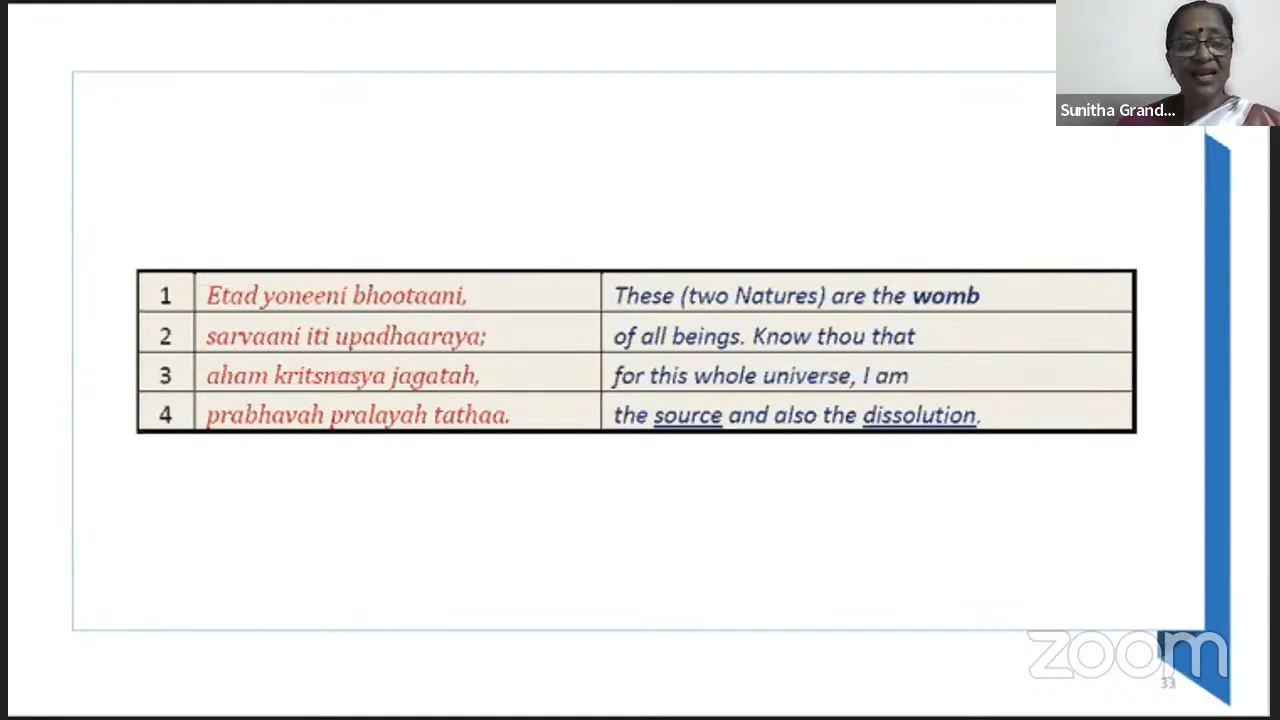 Sunitha Grand...
1 Etad yoneeni bhootaani, These (two Natures) are the womb
2 sarvaani iti upadhaaraya; of all beings. Know thou that
3 aham kritsnasya jagatah, for this whole universe, I am
4 prabhavah pralayah tathaa. the source and also the dissolution.
zoom
33